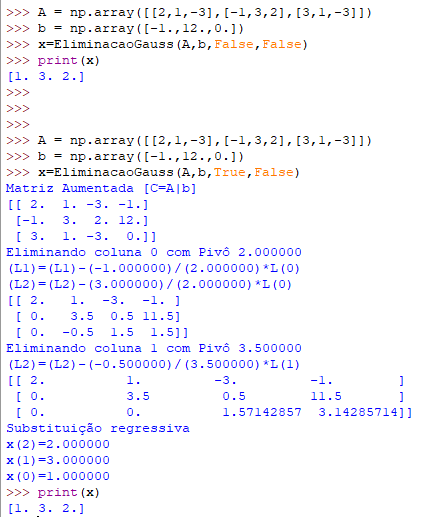 >>> A = np.array([[2,1,-3],[-1,3,2],[3,1,-3]])
>>> b = np.array([-1.,12.,0.])
>>> x=EliminacaoGauss(A,b,False,False)
>>> print(x)
[1. 3. 2.]
>>>
>>>
>>>
>>> A = np.array([[2,1,-3],[-1,3,2],[3,1,-3]])
>>> b = np.array([-1.,12.,0.])
>>> x=EliminacaoGauss(A,b,True,False)
Matriz Aumentada [C=A|b]
[[ 2.  1. -3. -1.]
 [-1.  3.  2. 12.]
 [ 3.  1. -3.  0.]]
Eliminando coluna 0 com Pivô 2.000000
(L1)=(L1)-(-1.000000)/(2.000000)*L(0)
(L2)=(L2)-(3.000000)/(2.000000)*L(0)
[[ 2.   1.  -3.  -1. ]
 [ 0.   3.5  0.5 11.5]
 [ 0.  -0.5  1.5  1.5]]
Eliminando coluna 1 com Pivô 3.500000
(L2)=(L2)-(-0.500000)/(3.500000)*L(1)
[[ 2.          1.         -3.         -1.        ]
 [ 0.          3.5         0.5        11.5       ]
 [ 0.          0.          1.57142857  3.14285714]]
Substituição regressiva
x(2)=2.000000
x(1)=3.000000
x(0)=1.000000
>>> print(x)
[1. 3. 2.]